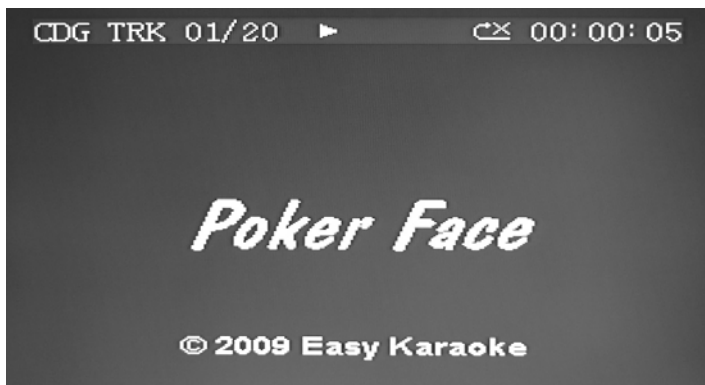 CDG TRK 01/20 ► ⊂× 00:00:05
Poker Face
© 2009 Easy Karaoke